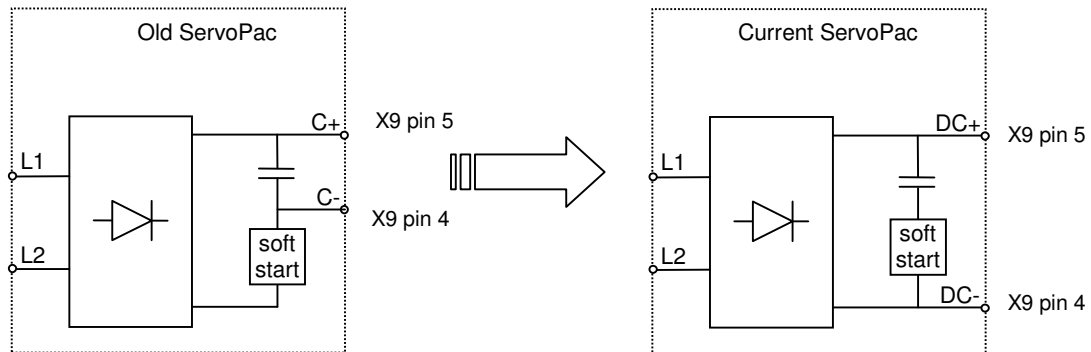 Old ServoPac
C+
X9 pin 5
L1
C-
X9 pin 4
L2
soft
start
Current ServoPac
DC+
X9 pin 5
L1
L2
soft
start
DC-
X9 pin 4